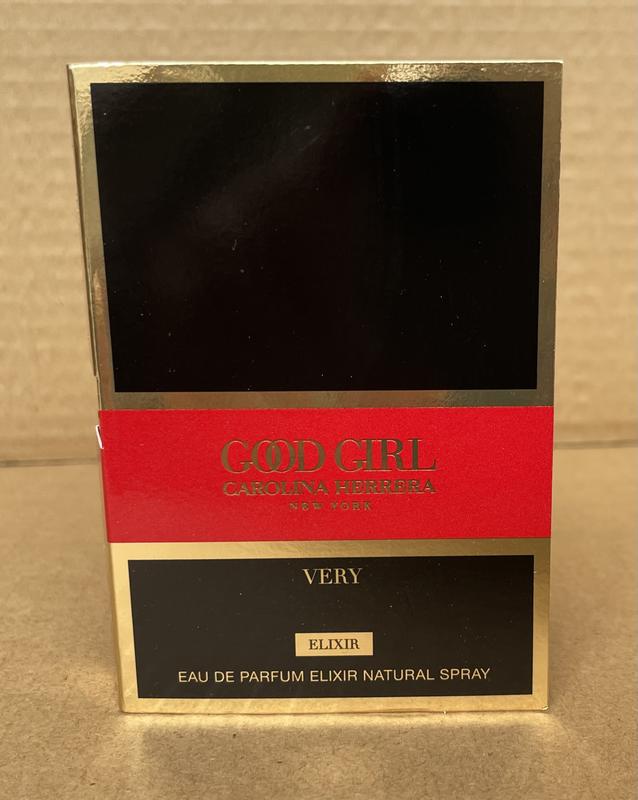 GOOD GIRL
CAROLINA HERRERA
NEW YORK
VERY
ELIXIR
EAU DE PARFUM ELIXIR NATURAL SPRAY